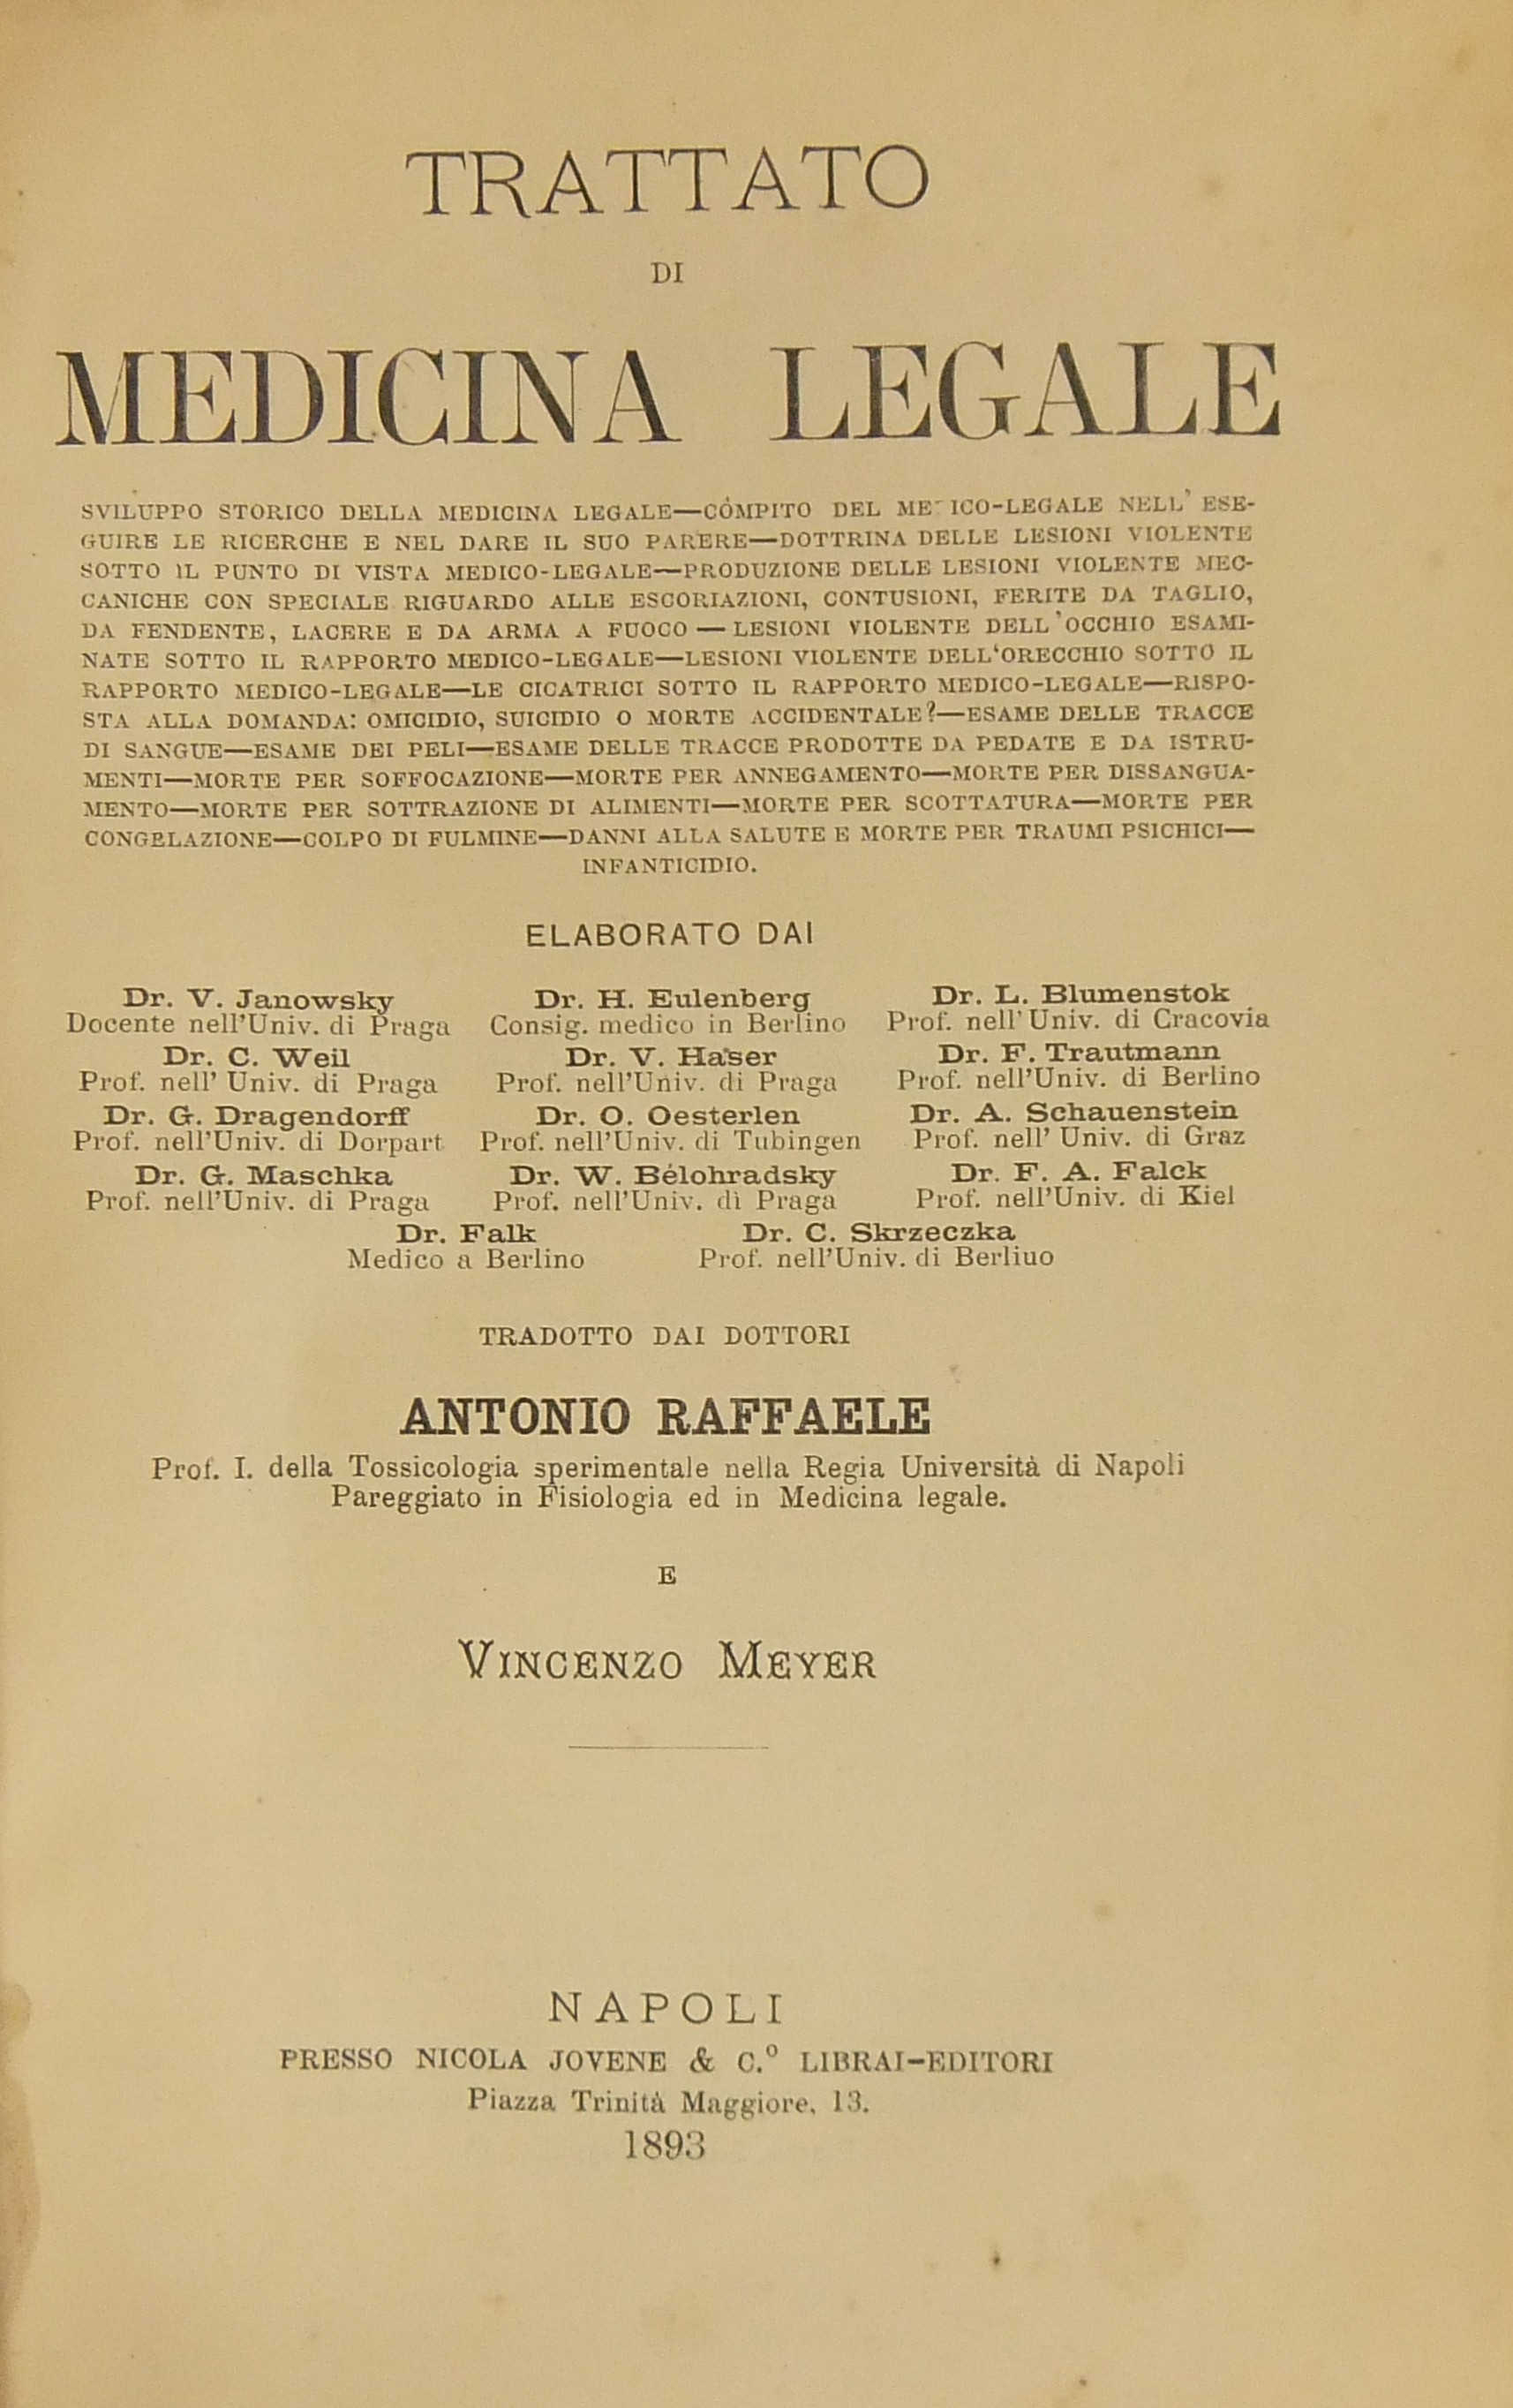 TRATTATO
DI
MEDICINA LEGALE
SVILUPPO STORICO DELLA MEDICINA LEGALE—CÓMPITO DEL ME ICO-LEGALE NELL' ESE-
GUIRE LE RICERCHE E NEL DARE IL SUO PARERE—DOTTRINA DELLE LESIONI VIOLENTE
SOTTO IL PUNTO DI VISTA MEDICO-LEGALE—PRODUZIONE DELLE LESIONI VIOLENTE MEC-
CANICHE CON SPECIALE RIGUARDO ALLE ESCORIAZIONI, CONTUSIONI, FERITE DA TAGLIO,
DA FENDENTE, LACERE E DA ARMA A FUOCO — LESIONI VIOLENTE DELL'OCCHIO ESAMI-
NATE SOTTO IL RAPPORTO MEDICO-LEGALE—LESIONI VIOLENTE DELL'ORECCHIO SOTTO IL
RAPPORTO MEDICO-LEGALE—LE CICATRICI SOTTO IL RAPPORTO MEDICO-LEGALE—RISPO-
STA ALLA DOMANDA: OMICIDIO, SUICIDIO O MORTE ACCIDENTALE?—ESAME DELLE TRACCE
DI SANGUE—ESAME DEI PELI—ESAME DELLE TRACCE PRODOTTE DA PEDATE E DA ISTRU-
MENTI—MORTE PER SOFFOCAZIONE—MORTE PER ANNEGAMENTO—MORTE PER DISSANGUA-
MENTO—MORTE PER SOTTRAZIONE DI ALIMENTI—MORTE PER SCOTTATURA—MORTE PER
CONGELAZIONE—COLPO DI FULMINE—DANNI ALLA SALUTE E MORTE PER TRAUMI PSICHICI—
INFANTICIDIO.
ELABORATO DAI
Dr. V. Janowsky Dr. H. Eulenberg Dr. L. Blumenstok
Docente nell'Univ. di Praga Consig. medico in Berlino Prof. nell'Univ. di Cracovia
Dr. C. Weil Dr. V. Haser Dr. F. Trautmann
Prof. nell' Univ. di Praga Prof. nell'Univ. di Praga Prof. nell'Univ. di Berlino
Dr. G. Dragendorff Dr. O. Oesterlen Dr. A. Schauenstein
Prof. nell'Univ. di Dorpart Prof. nell'Univ. di Tubingen Prof. nell' Univ. di Graz
Dr. G. Maschka Dr. W. Bélohradsky Dr. F. A. Falck
Prof. nell'Univ. di Praga Prof. nell'Univ. di Praga Prof. nell'Univ. di Kiel
Dr. Falk Dr. C. Skrzeczka
Medico a Berlino Prof. nell'Univ. di Berliuo
TRADOTTO DAI DOTTORI
ANTONIO RAFFAELE
Prof. I. della Tossicologia sperimentale nella Regia Università di Napoli
Pareggiato in Fisiologia ed in Medicina legale.
E
VINCENZO MEYER
NAPOLI
PRESSO NICOLA JOVENE & C.º LIBRAI-EDITORI
Piazza Trinità Maggiore, 13.
1893